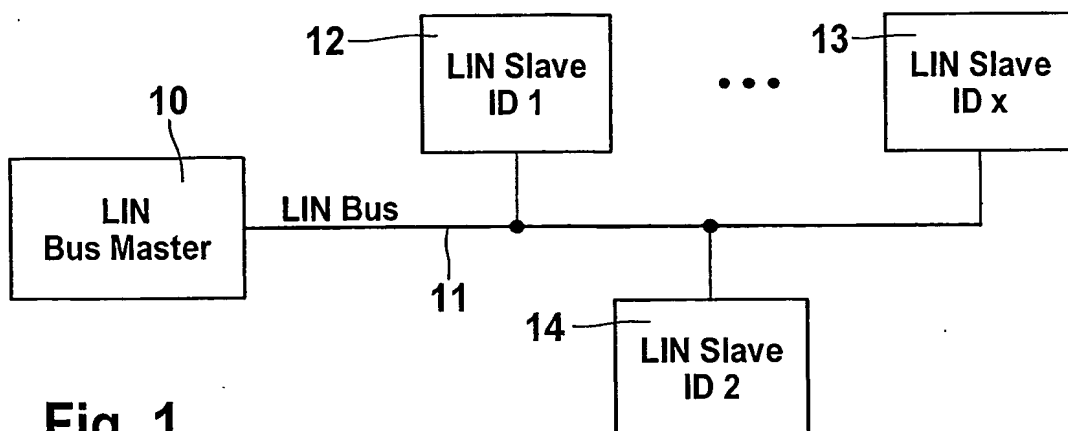 12
LIN Slave
ID 1
13
LIN Slave
ID x
10
LIN
Bus Master
LIN Bus
11
14
LIN Slave
ID 2
Fig. 1